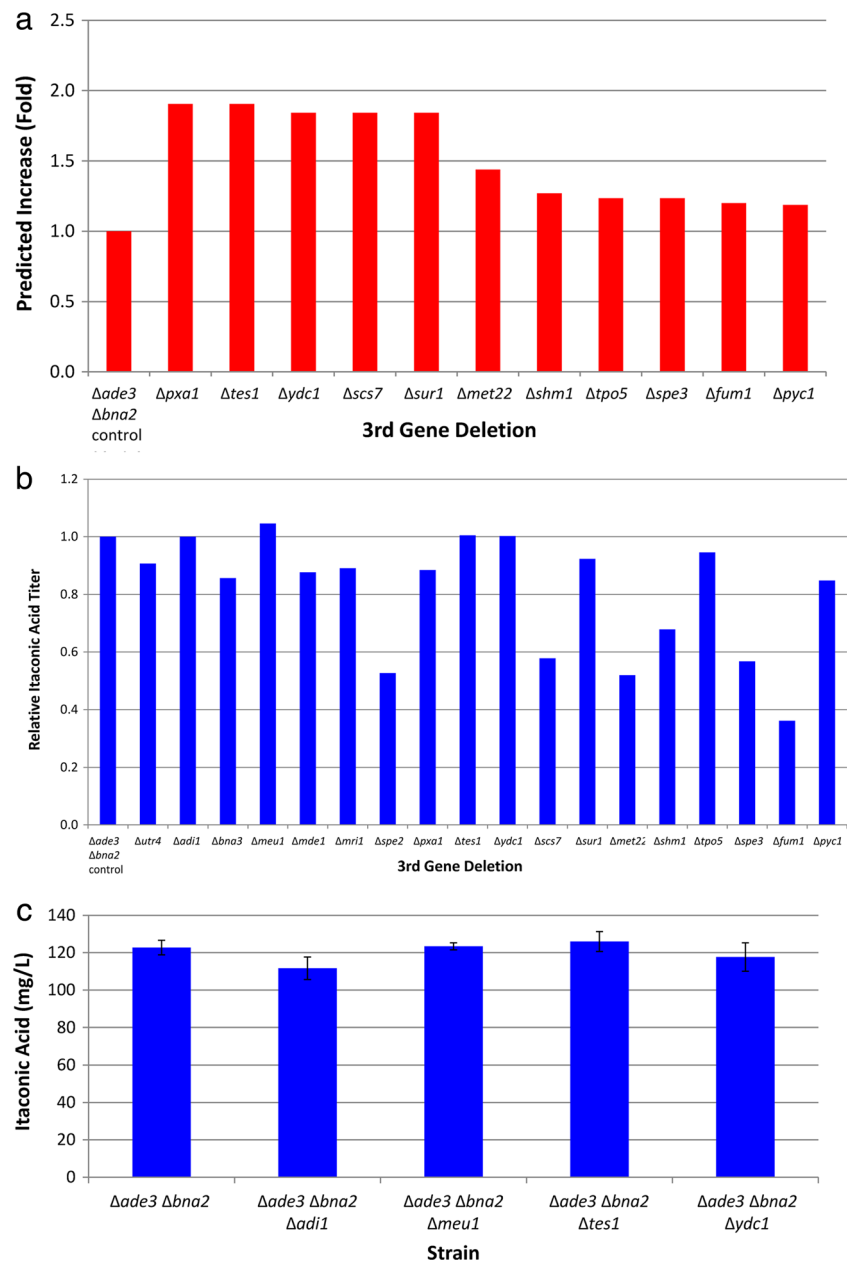 a
Predicted Increase (Fold)
2.5
2.0
1.5
1.0
0.5
0.0
Δade3 Δpxa1 Δtes1 Δydc1 Δscs7 Δsur1 Δmet22 Δshm1 Δtpo5 Δspe3 Δfum1 Δpyc1
Δbna2
control
3rd Gene Deletion
b
Relative Itaconic Acid Titer
1.2
1.0
0.8
0.6
0.4
0.2
0.0
Δade3 Δutr4 Δadi1 Δbna3 Δmeu1 Δmde1 Δmri1 Δspe2 Δpxa1 Δtes1 Δydc1 Δscs7 Δsur1 Δmet22 Δshm1 Δtpo5 Δspe3 Δfum1 Δpyc1
Δbna2
control
3rd Gene Deletion
c
Itaconic Acid (mg/L)
140
120
100
80
60
40
20
0
Δade3 Δbna2 Δade3 Δbna2 Δade3 Δbna2 Δade3 Δbna2 Δade3 Δbna2
Δadi1 Δmeu1 Δtes1 Δydc1
Strain